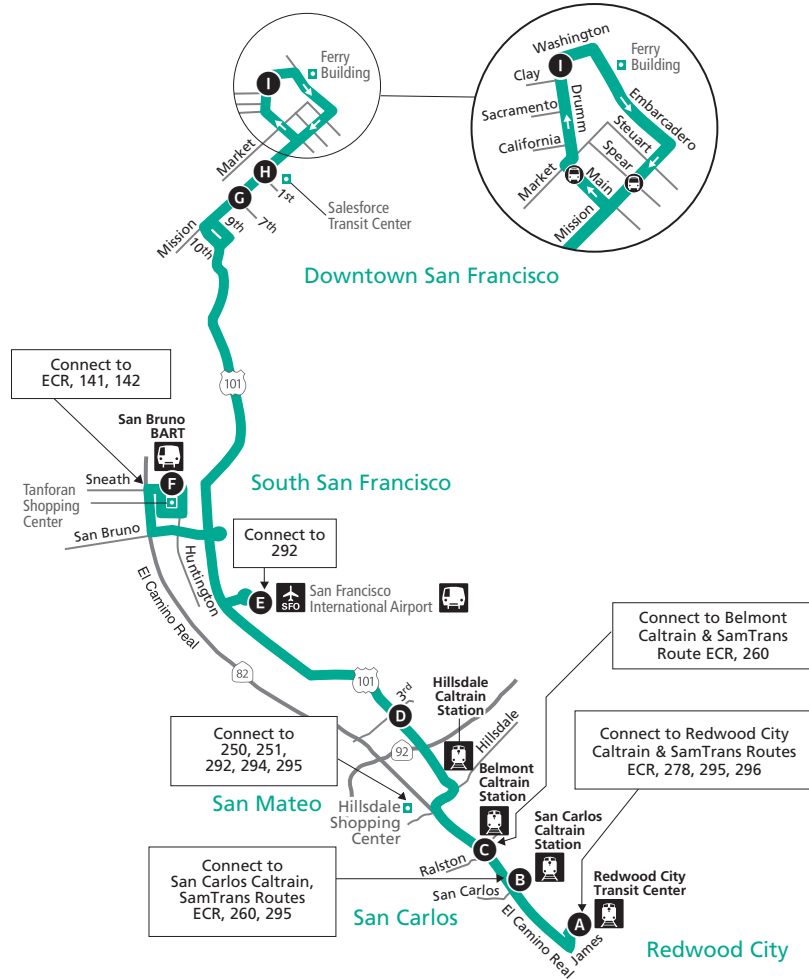 Washington
Ferry
Building
I
Clay
Drumm
Sacramento
Embarcadero
California
Steuart
Spear
Market
Main
Mission
Ferry
Building
I
Market
H
1st
G
7th
9th
10th
Mission
Salesforce
Transit Center
Downtown San Francisco
101
Connect to
ECR, 141, 142
San Bruno
BART
F
Sneath
Tanforan
Shopping
Center
San Bruno
Huntington
El Camino Real
South San Francisco
Connect to
292
E
SFO
San Francisco
International Airport
82
101
3rd
D
92
Hillsdale
Caltrain
Station
Hillsdale
Connect to Belmont
Caltrain & SamTrans
Route ECR, 260
Connect to Redwood City
Caltrain & SamTrans Routes
ECR, 278, 295, 296
Connect to
250, 251,
292, 294, 295
San Mateo
Hillsdale
Shopping
Center
Belmont
Caltrain
Station
C
Ralston
San Carlos
Caltrain
Station
B
San Carlos
Connect to
San Carlos Caltrain,
SamTrans Routes
ECR, 260, 295
San Carlos
El Camino Real
Redwood City
Transit Center
A
James
Redwood City